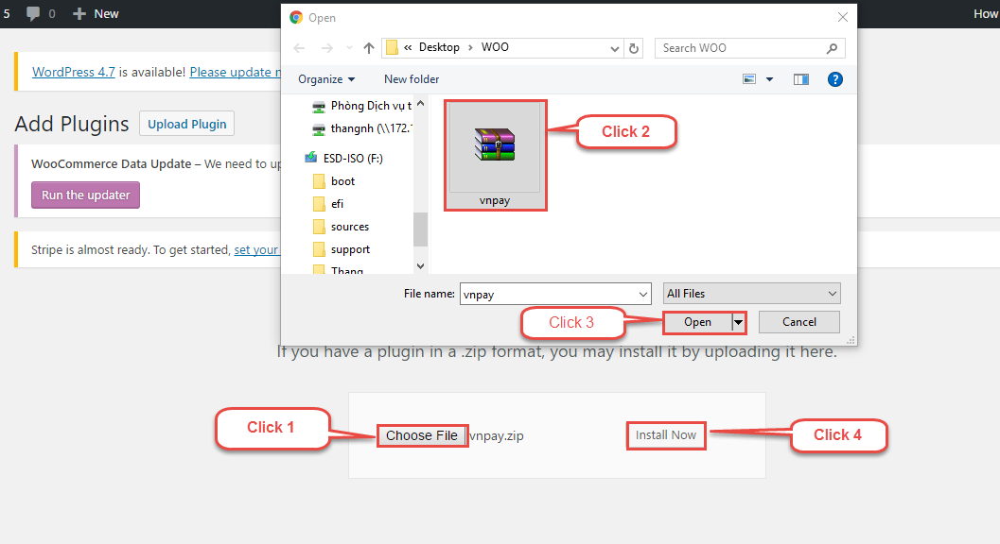 5 0 New
How
WordPress 4.7 is available! Please update n
Add Plugins Upload Plugin
WooCommerce Data Update – We need to up
Run the updater
Stripe is almost ready. To get started, set your
Open
« Desktop > WOO
Search WOO
Organize New folder
Phòng Dịch vụ t
thangnh (\\172.1
ESD-ISO (F:)
boot
efi
sources
support
Thang
vnpay
Click 2
File name: vnpay All Files
Click 3
Open Cancel
If you have a plugin in a .zip format, you may install it by uploading it here.
Click 1
Choose File vnpay.zip
Install Now
Click 4